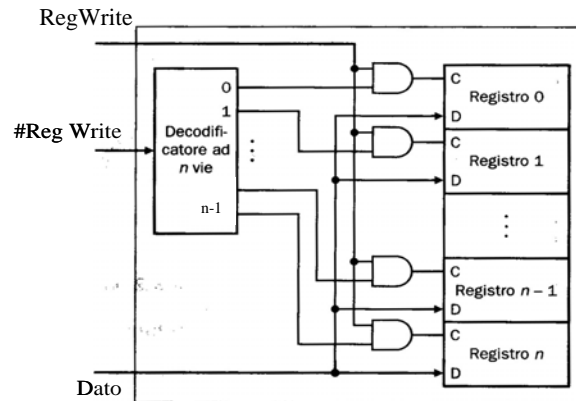 RegWrite
#Reg Write
0
1
Decodifi-
catore ad
n vie
n-1
C
Registro 0
D
C
Registro 1
D
C
Registro n – 1
D
C
Registro n
D
Dato